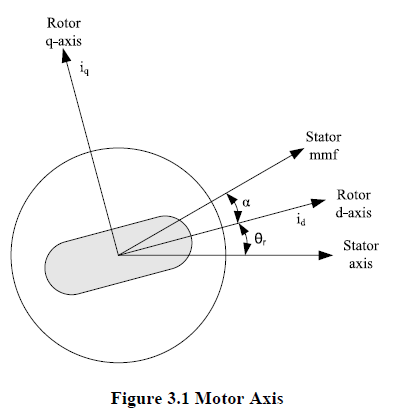 Rotor
q-axis
iq
Stator
mmf
α
Rotor
d-axis
id
θr
Stator
axis
Figure 3.1 Motor Axis